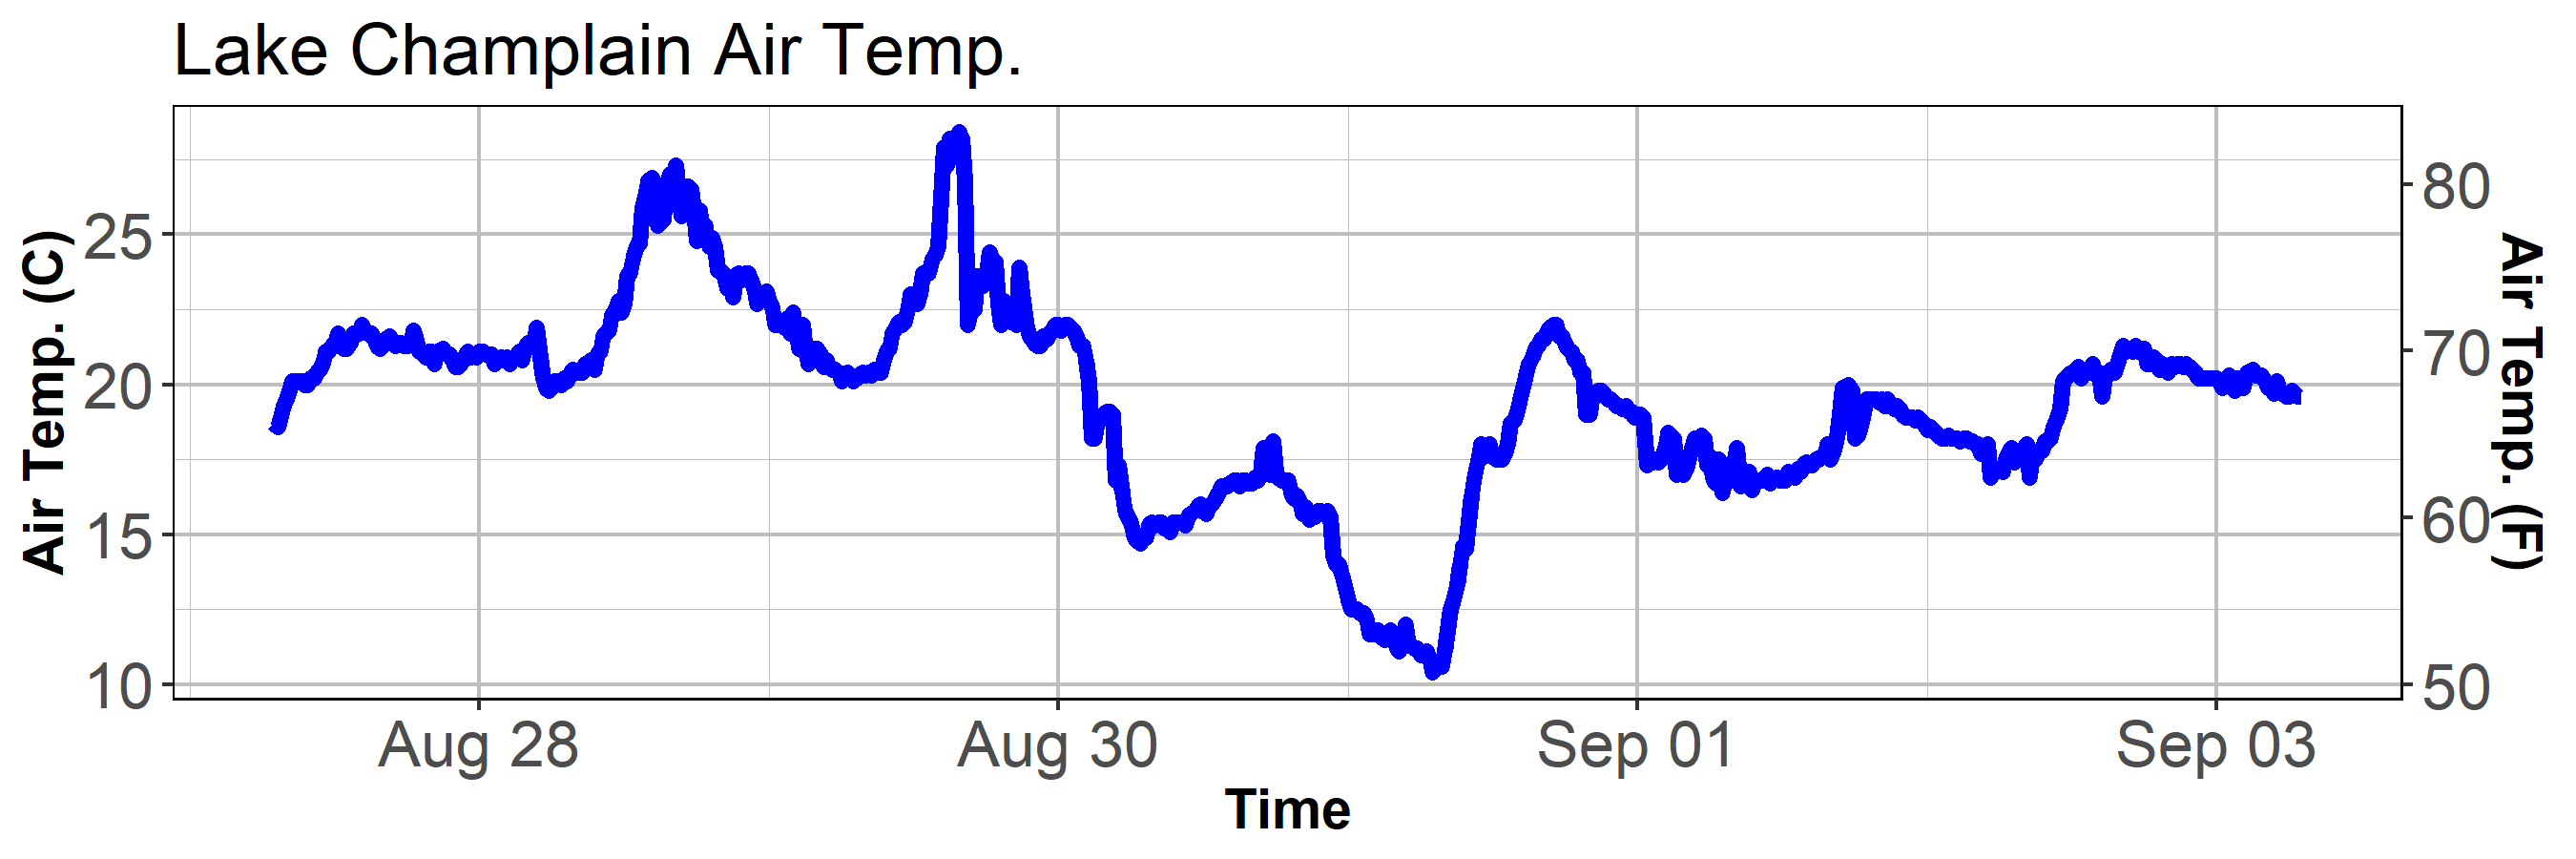 Lake Champlain Air Temp.
Air Temp. (C)
25
20
15
10
80
70
60
50
Air Temp. (F)
Aug 28 Aug 30 Sep 01 Sep 03
Time